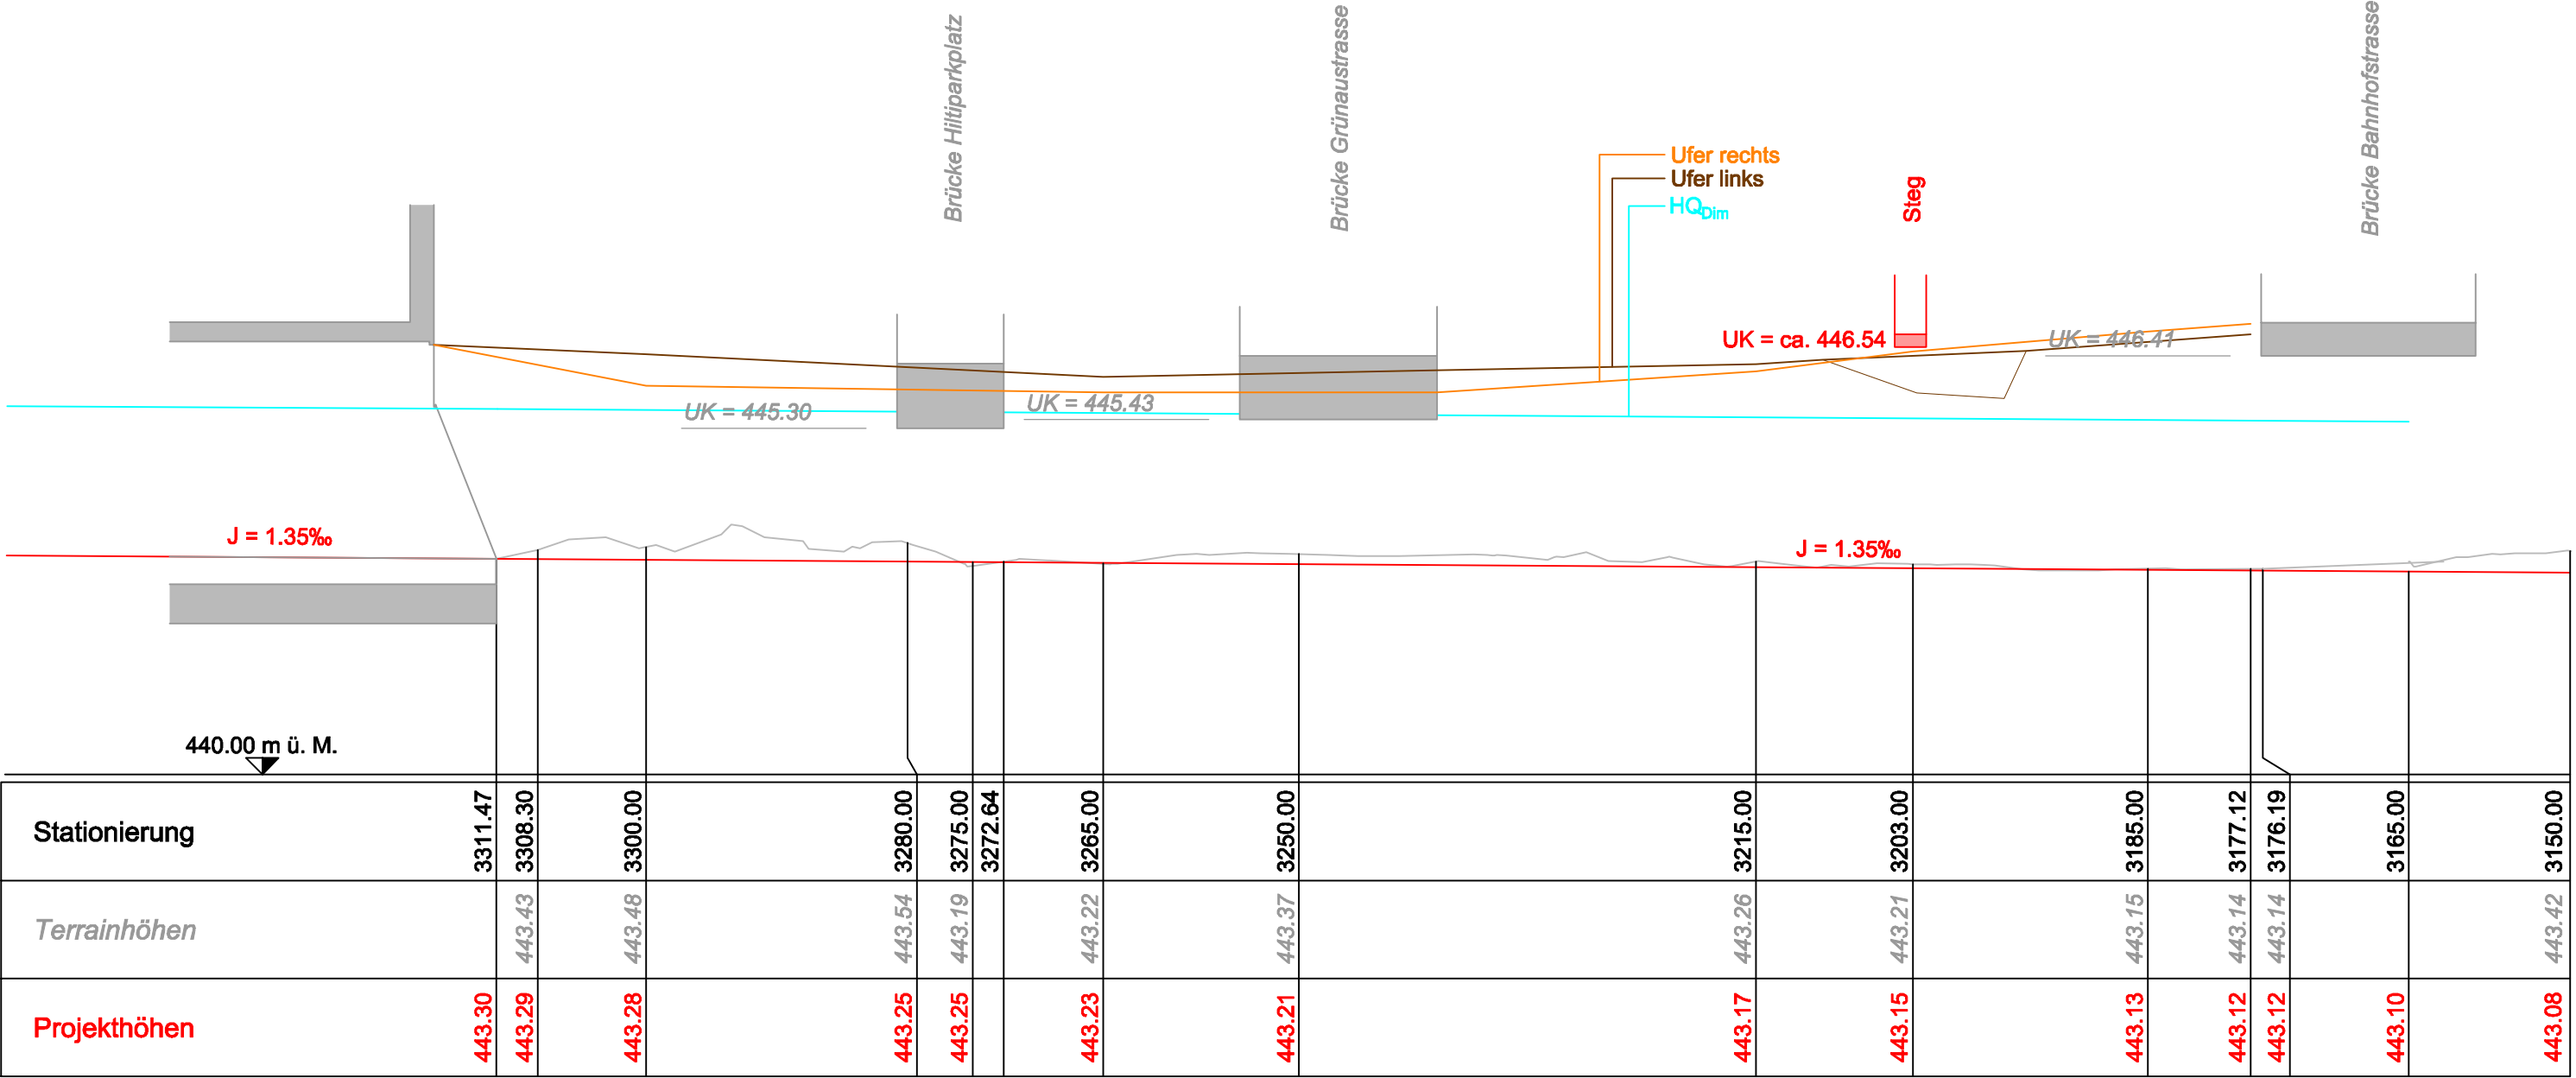 Brücke Hiltiparkplatz
Brücke Grünaustrasse
Brücke Bahnhofstrasse
Ufer rechts
Ufer links
HQDim
Steg
UK = ca. 446.54
UK = 446.41
UK = 445.30
UK = 445.43
J = 1.35‰
J = 1.35‰
440.00 m ü. M.
Stationierung
3311.47
3308.30
3300.00
3280.00
3275.00
3272.64
3265.00
3250.00
3215.00
3203.00
3185.00
3177.12
3176.19
3165.00
3150.00
Terrainhöhen
443.43
443.48
443.54
443.19
443.22
443.37
443.26
443.21
443.15
443.14
443.14
443.42
Projekthöhen
443.30
443.29
443.28
443.25
443.25
443.23
443.21
443.17
443.15
443.13
443.12
443.12
443.10
443.08